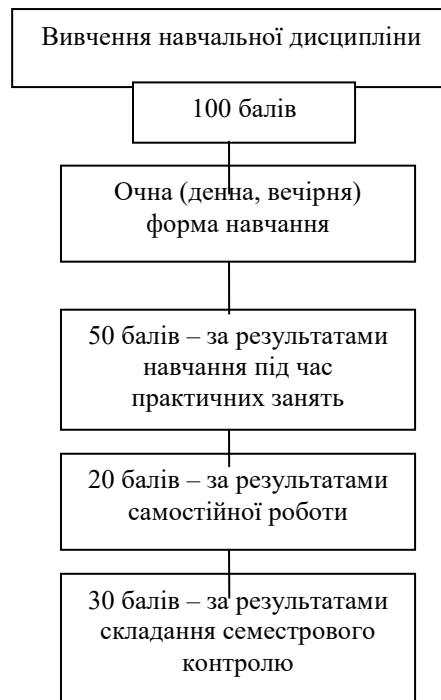 Вивчення навчальної дисципліни
100 балів
Очна (денна, вечірня)
форма навчання
50 балів – за результатами
навчання під час
практичних занять
20 балів – за результатами
самостійної роботи
30 балів – за результатами
складання семестрового
контролю